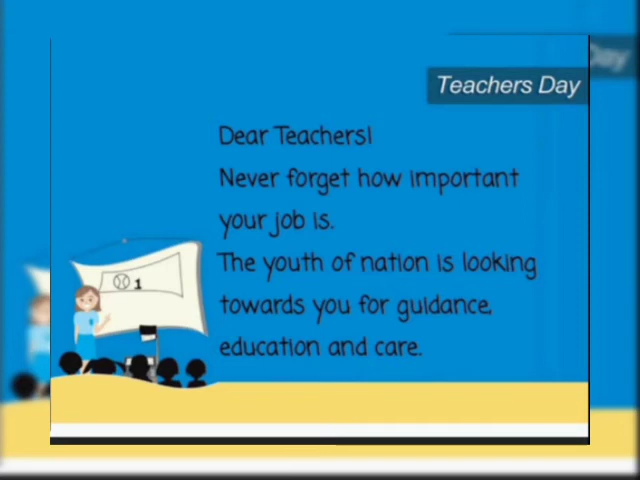 Teachers Day
Dear Teachers!
Never forget how important
your job is.
The youth of nation is looking
towards you for guidance,
education and care.
1